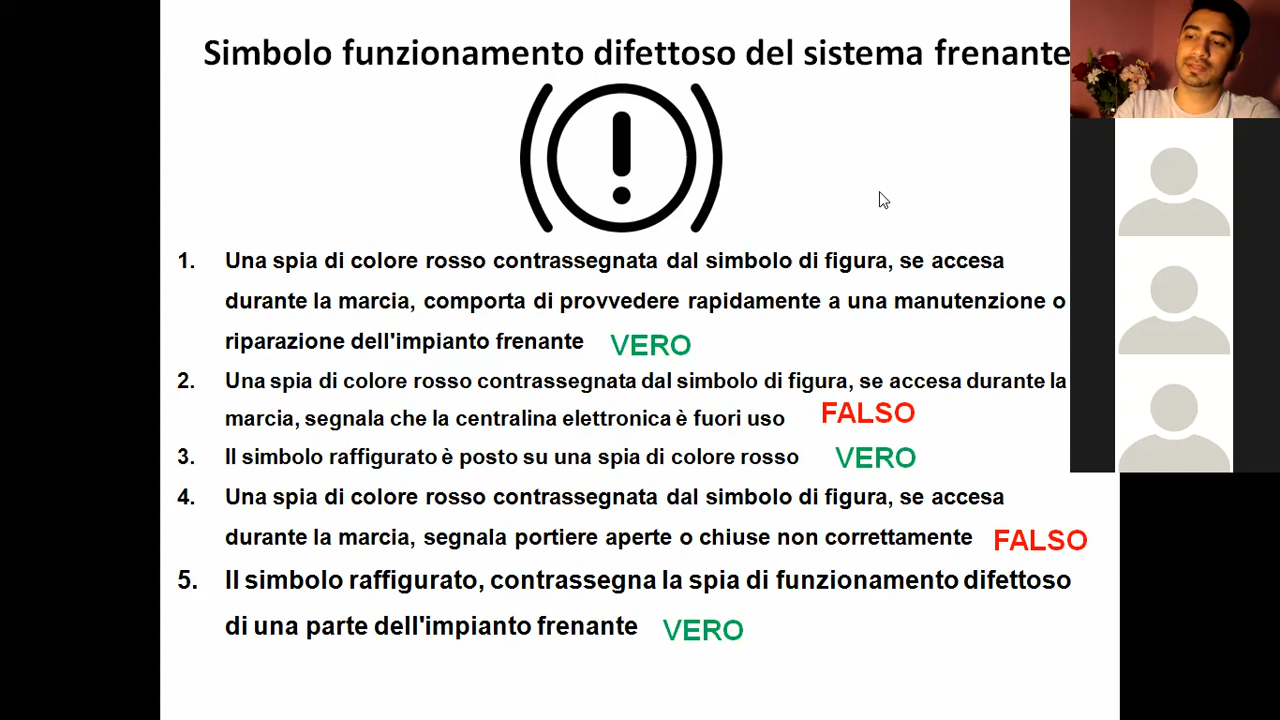 Simbolo funzionamento difettoso del sistema frenante
1. Una spia di colore rosso contrassegnata dal simbolo di figura, se accesa
durante la marcia, comporta di provvedere rapidamente a una manutenzione o
riparazione dell'impianto frenante VERO
2. Una spia di colore rosso contrassegnata dal simbolo di figura, se accesa durante la
marcia, segnala che la centralina elettronica è fuori uso FALSO
3. Il simbolo raffigurato è posto su una spia di colore rosso VERO
4. Una spia di colore rosso contrassegnata dal simbolo di figura, se accesa
durante la marcia, segnala portiere aperte o chiuse non correttamente FALSO
5. Il simbolo raffigurato, contrassegna la spia di funzionamento difettoso
di una parte dell'impianto frenante VERO